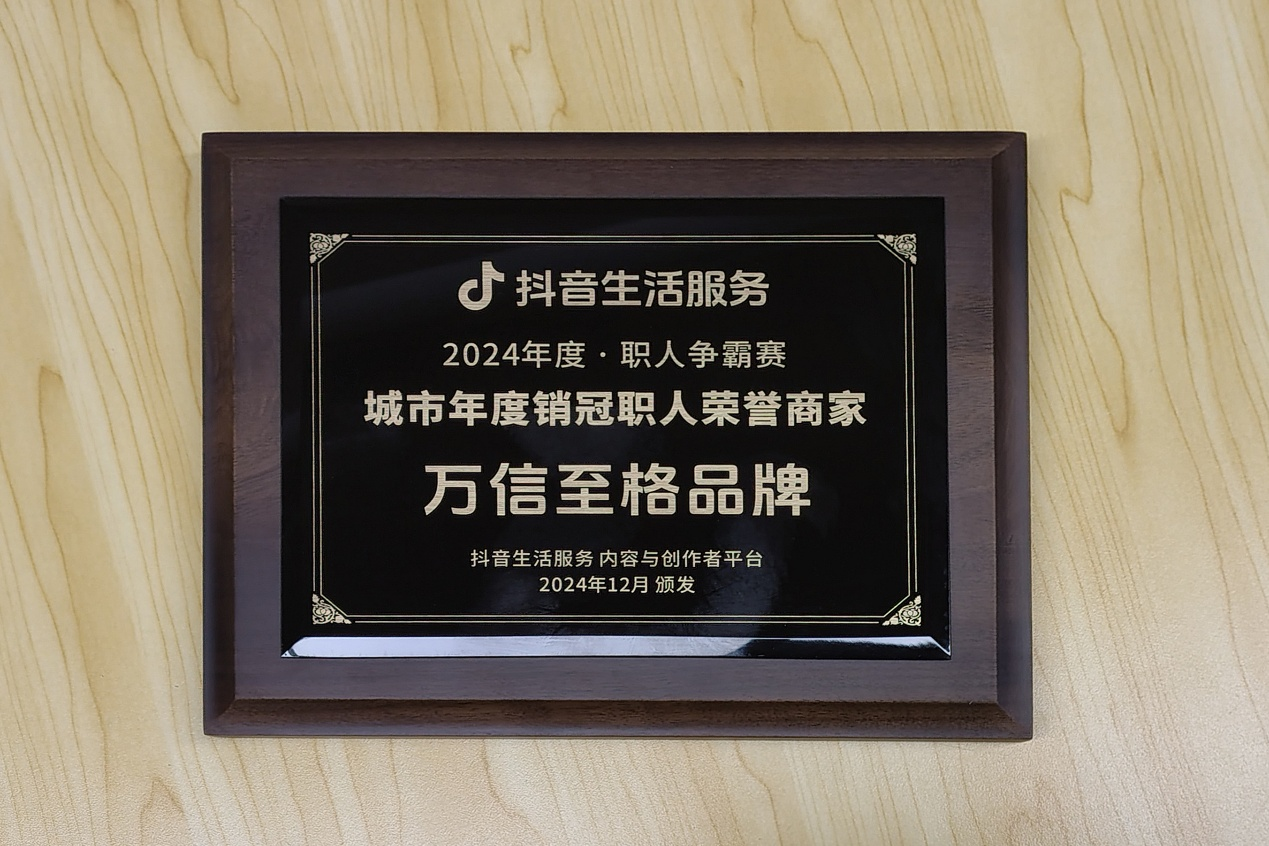 抖音生活服务
2024年度·职人争霸赛
城市年度销冠职人荣誉商家
万信至格品牌
抖音生活服务 内容与创作者平台
2024年12月 颁发